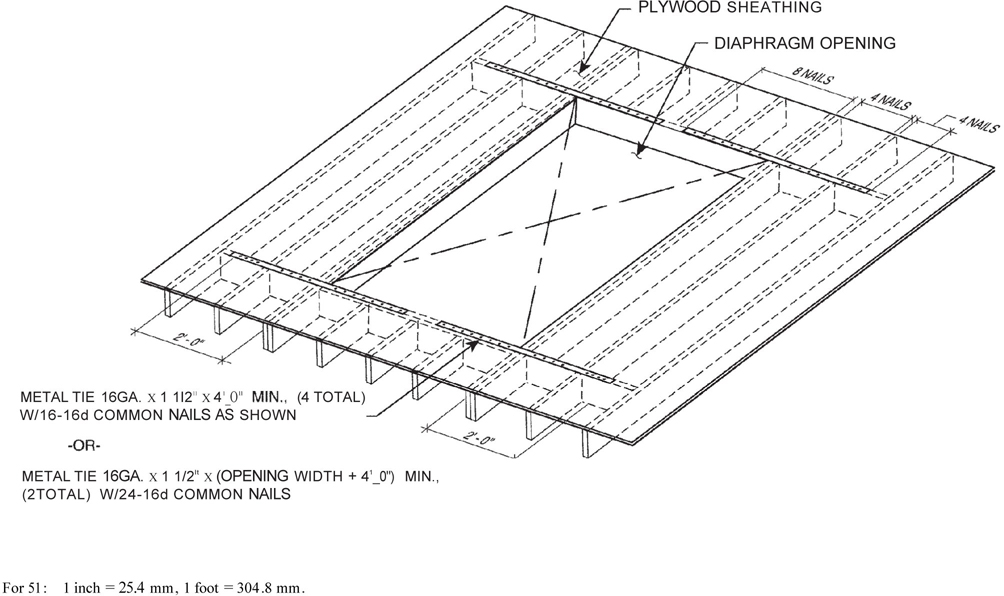 PLYWOOD SHEATHING
DIAPHRAGM OPENING
8 NAILS
4 NAILS
4 NAILS
2'-0"
METAL TIE 16GA. x 1 1I2" x 4'_0" MIN., (4 TOTAL)
W/16-16d COMMON NAILS AS SHOWN
2'-0"
-OR-
METAL TIE 16GA. x 1 1/2" x (OPENING WIDTH + 4'_0") MIN.,
(2TOTAL) W/24-16d COMMON NAILS
For 51: 1 inch = 25.4 mm, 1 foot = 304.8 mm.